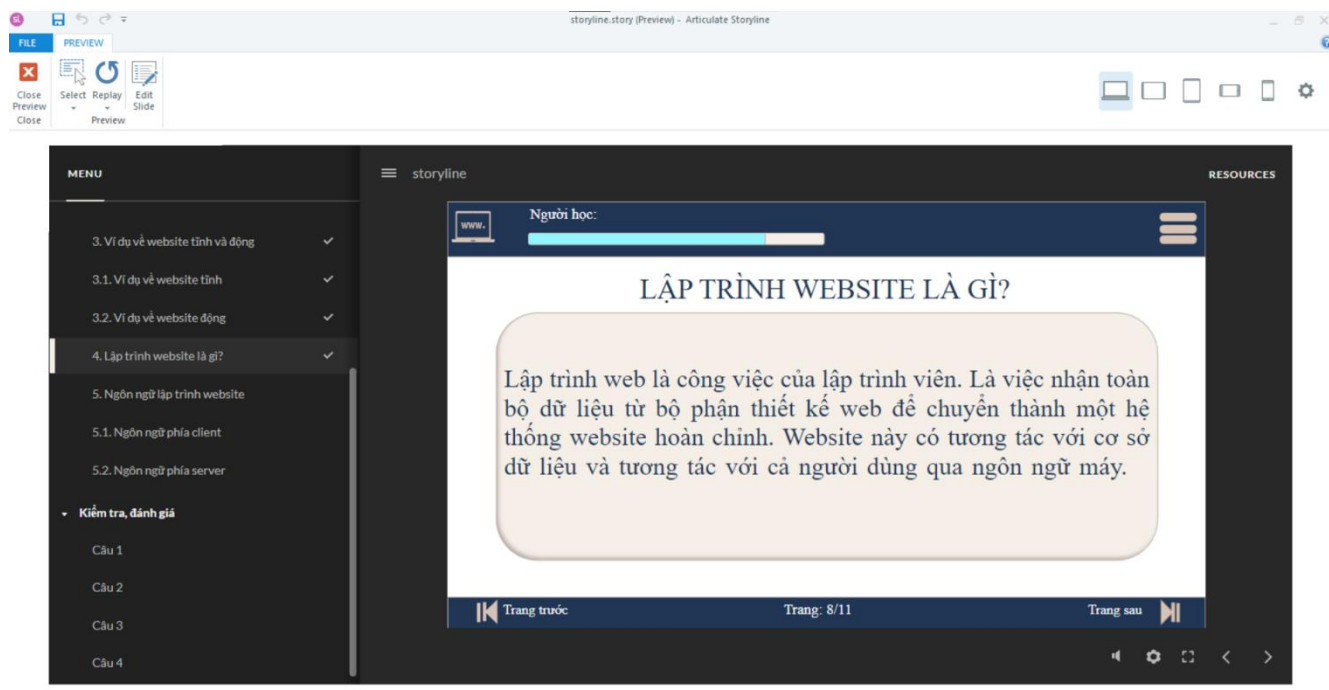 storyline.story (Preview) - Articulate Storyline
FILE
PREVIEW
Close Preview
Select
Replay
Edit Slide
Close
Preview
MENU
storyline
RESOURCES
3. Ví dụ về website tĩnh và động
3.1. Ví dụ về website tĩnh
3.2. Ví dụ về website động
4. Lập trình website là gì?
5. Ngôn ngữ lập trình website
5.1. Ngôn ngữ phía client
5.2. Ngôn ngữ phía server
Kiểm tra, đánh giá
Câu 1
Câu 2
Câu 3
Câu 4
www.
Người học:
LẬP TRÌNH WEBSITE LÀ GÌ?
Lập trình web là công việc của lập trình viên. Là việc nhận toàn
bộ dữ liệu từ bộ phận thiết kế web để chuyển thành một hệ
thống website hoàn chỉnh. Website này có tương tác với cơ sở
dữ liệu và tương tác với cả người dùng qua ngôn ngữ máy.
Trang trước
Trang: 8/11
Trang sau